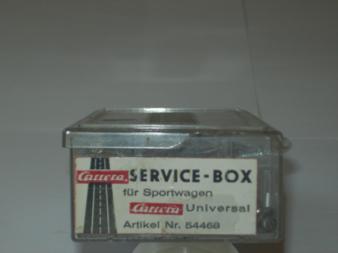 Carrera SERVICE-BOX
für Sportwagen
Carrera Universal
Artikel Nr. 54468